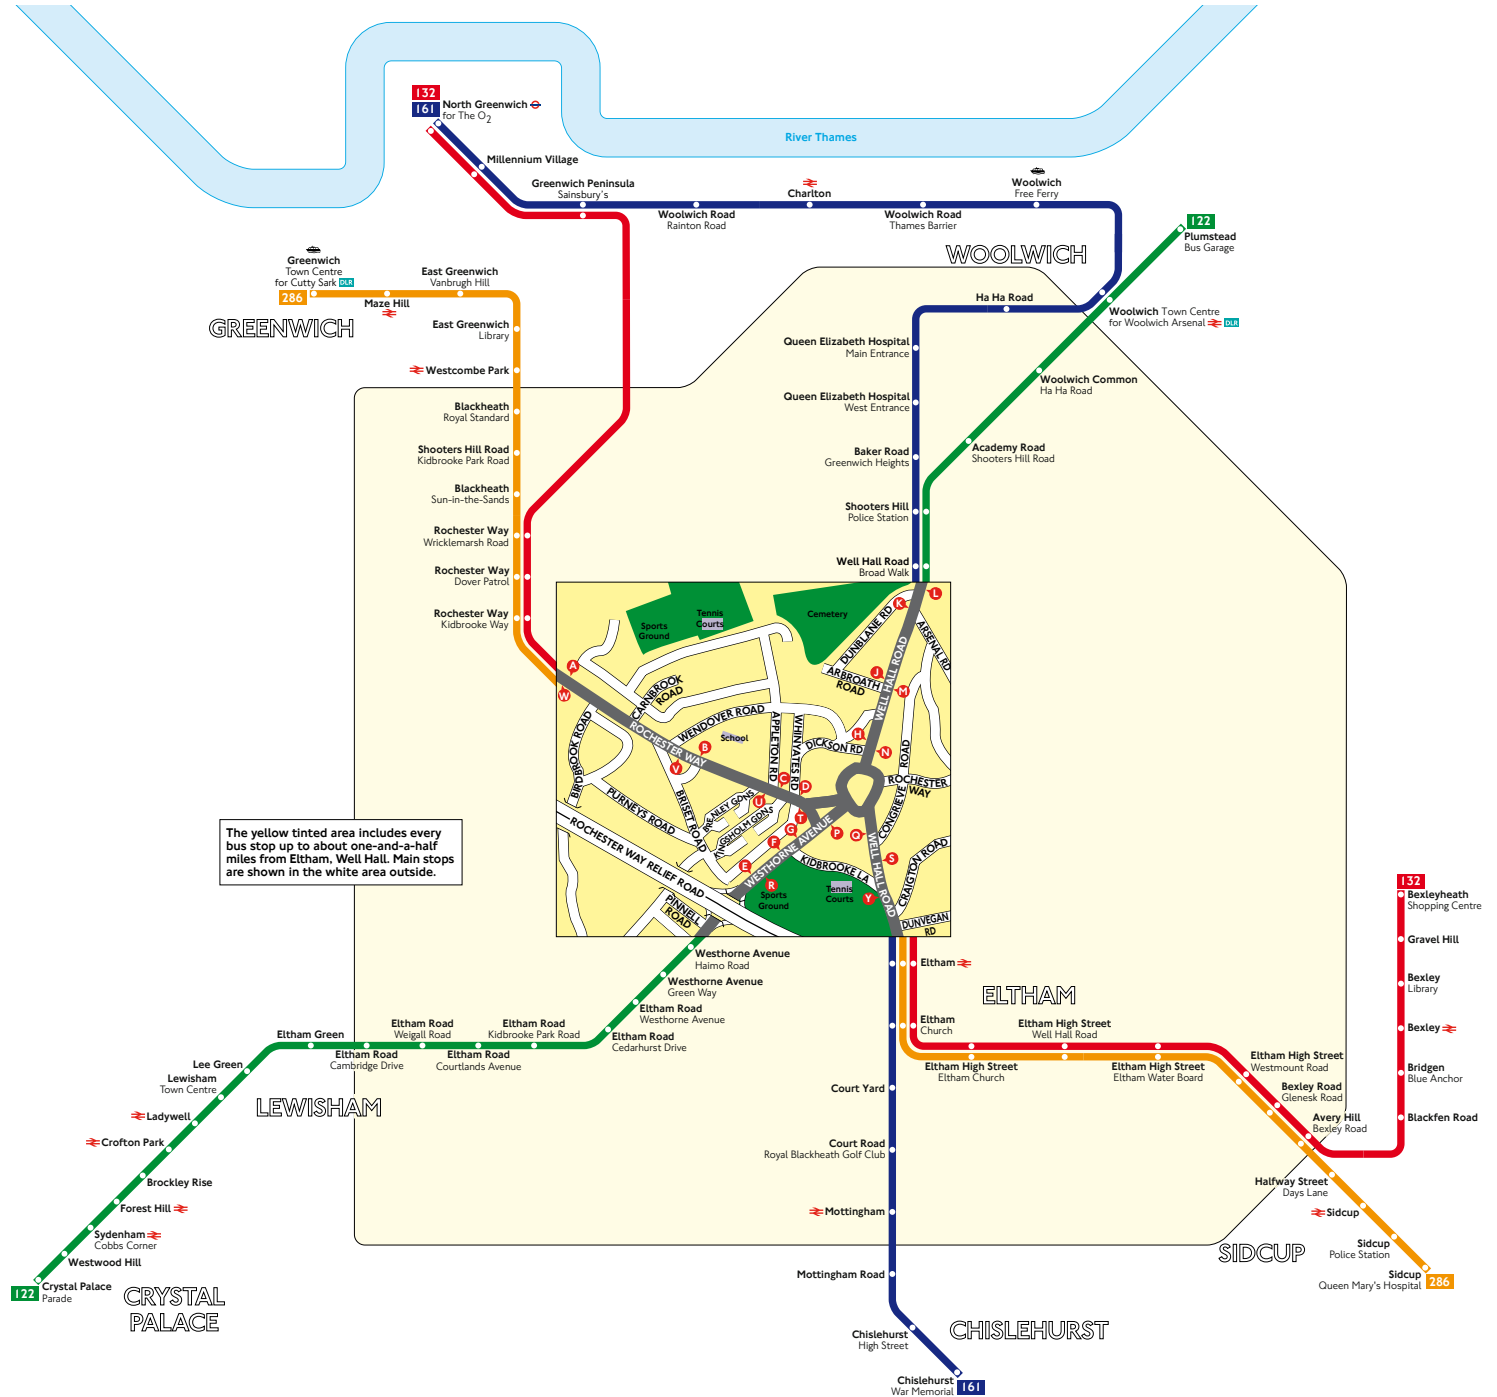 132
161
North Greenwich
for The O2
Millennium Village
Greenwich Peninsula
Sainsbury's
Woolwich Road
Rainton Road
Charlton
Woolwich Road
Thames Barrier
Woolwich
Free Ferry
River Thames
WOOLWICH
122
Plumstead
Bus Garage
Greenwich
Town Centre
for Cutty Sark DLR
286
Maze Hill
East Greenwich
Vanbrugh Hill
GREENWICH
East Greenwich
Library
Westcombe Park
Blackheath
Royal Standard
Shooters Hill Road
Kidbrooke Park Road
Blackheath
Sun-in-the-Sands
Rochester Way
Wricklemarsh Road
Rochester Way
Dover Patrol
Rochester Way
Kidbrooke Way
Ha Ha Road
Woolwich Town Centre
for Woolwich Arsenal DLR
Queen Elizabeth Hospital
Main Entrance
Queen Elizabeth Hospital
West Entrance
Woolwich Common
Ha Ha Road
Baker Road
Greenwich Heights
Academy Road
Shooters Hill Road
Shooters Hill
Police Station
Well Hall Road
Broad Walk
Sports
Ground
Tennis
Courts
Cemetery
K
L
DUNBLANE RD
ARSENAL RD
WELL HALL ROAD
ARBROATH
ROAD
J
M
A
W
CARNBROOK
ROAD
ROCHESTER WAY
WENDOVER ROAD
School
B
V
APPLETON RD
WHINYATES RD
DICKSON RD
H
N
BIRDBROOK ROAD
PURNEYS ROAD
BRISET ROAD
BRENLEY GDNS
KINGSHOLM GDNS
C
D
U
T
G
F
E
R
P
Q
S
Y
ROCHESTER
WAY
CONGRIEVE ROAD
ROCHESTER WAY RELIEF ROAD
WESTHORNE AVENUE
KIDBROOKE LA
WELL HALL ROAD
CRAIGTON ROAD
DUNVEGAN
RD
PINNELL
ROAD
Sports
Ground
Tennis
Courts
The yellow tinted area includes every
bus stop up to about one-and-a-half
miles from Eltham, Well Hall. Main stops
are shown in the white area outside.
Westhorne Avenue
Haimo Road
Westhorne Avenue
Green Way
Eltham Road
Westhorne Avenue
Eltham Road
Cedarhurst Drive
Eltham Road
Kidbrooke Park Road
Eltham Road
Courtlands Avenue
Eltham Road
Weigall Road
Eltham Road
Cambridge Drive
Eltham Green
Lee Green
Lewisham
Town Centre
LEWISHAM
Ladywell
Crofton Park
Brockley Rise
Forest Hill
Sydenham
Cobbs Corner
Westwood Hill
122
Crystal Palace
Parade
CRYSTAL
PALACE
Eltham
ELTHAM
Eltham
Church
Eltham High Street
Well Hall Road
Eltham High Street
Eltham Church
Eltham High Street
Eltham Water Board
Eltham High Street
Westmount Road
Bexley Road
Glenesk Road
Avery Hill
Bexley Road
132
Bexleyheath
Shopping Centre
Gravel Hill
Bexley
Library
Bexley
Bridgen
Blue Anchor
Blackfen Road
Halfway Street
Days Lane
Sidcup
SIDCUP
Sidcup
Police Station
Sidcup
Queen Mary's Hospital
286
Court Yard
Court Road
Royal Blackheath Golf Club
Mottingham
Mottingham Road
Chislehurst
High Street
CHISLEHURST
Chislehurst
War Memorial
161